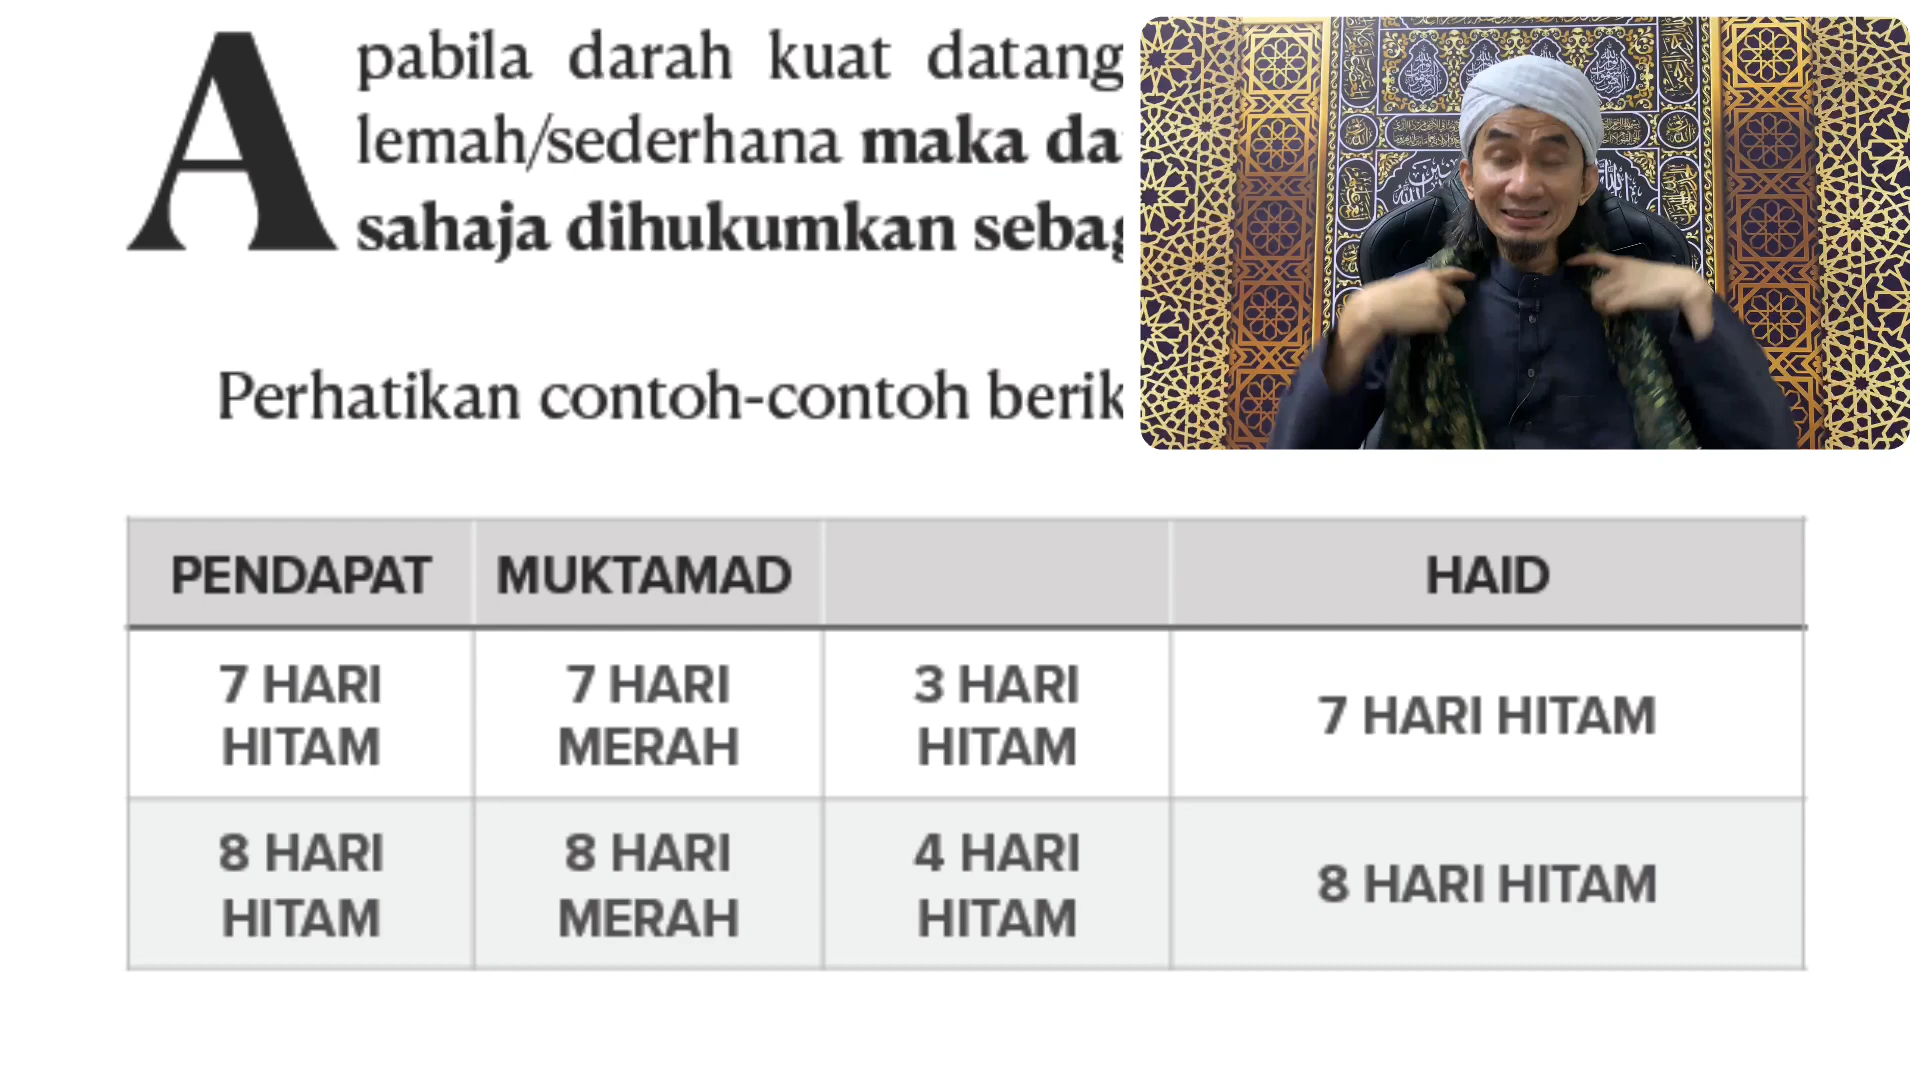 Apabila darah kuat datang
lemah/sederhana maka da
sahaja dihukumkan sebag
Perhatikan contoh-contoh berik
PENDAPAT MUKTAMAD HAID
7 HARI HITAM 7 HARI MERAH 3 HARI HITAM 7 HARI HITAM
8 HARI HITAM 8 HARI MERAH 4 HARI HITAM 8 HARI HITAM